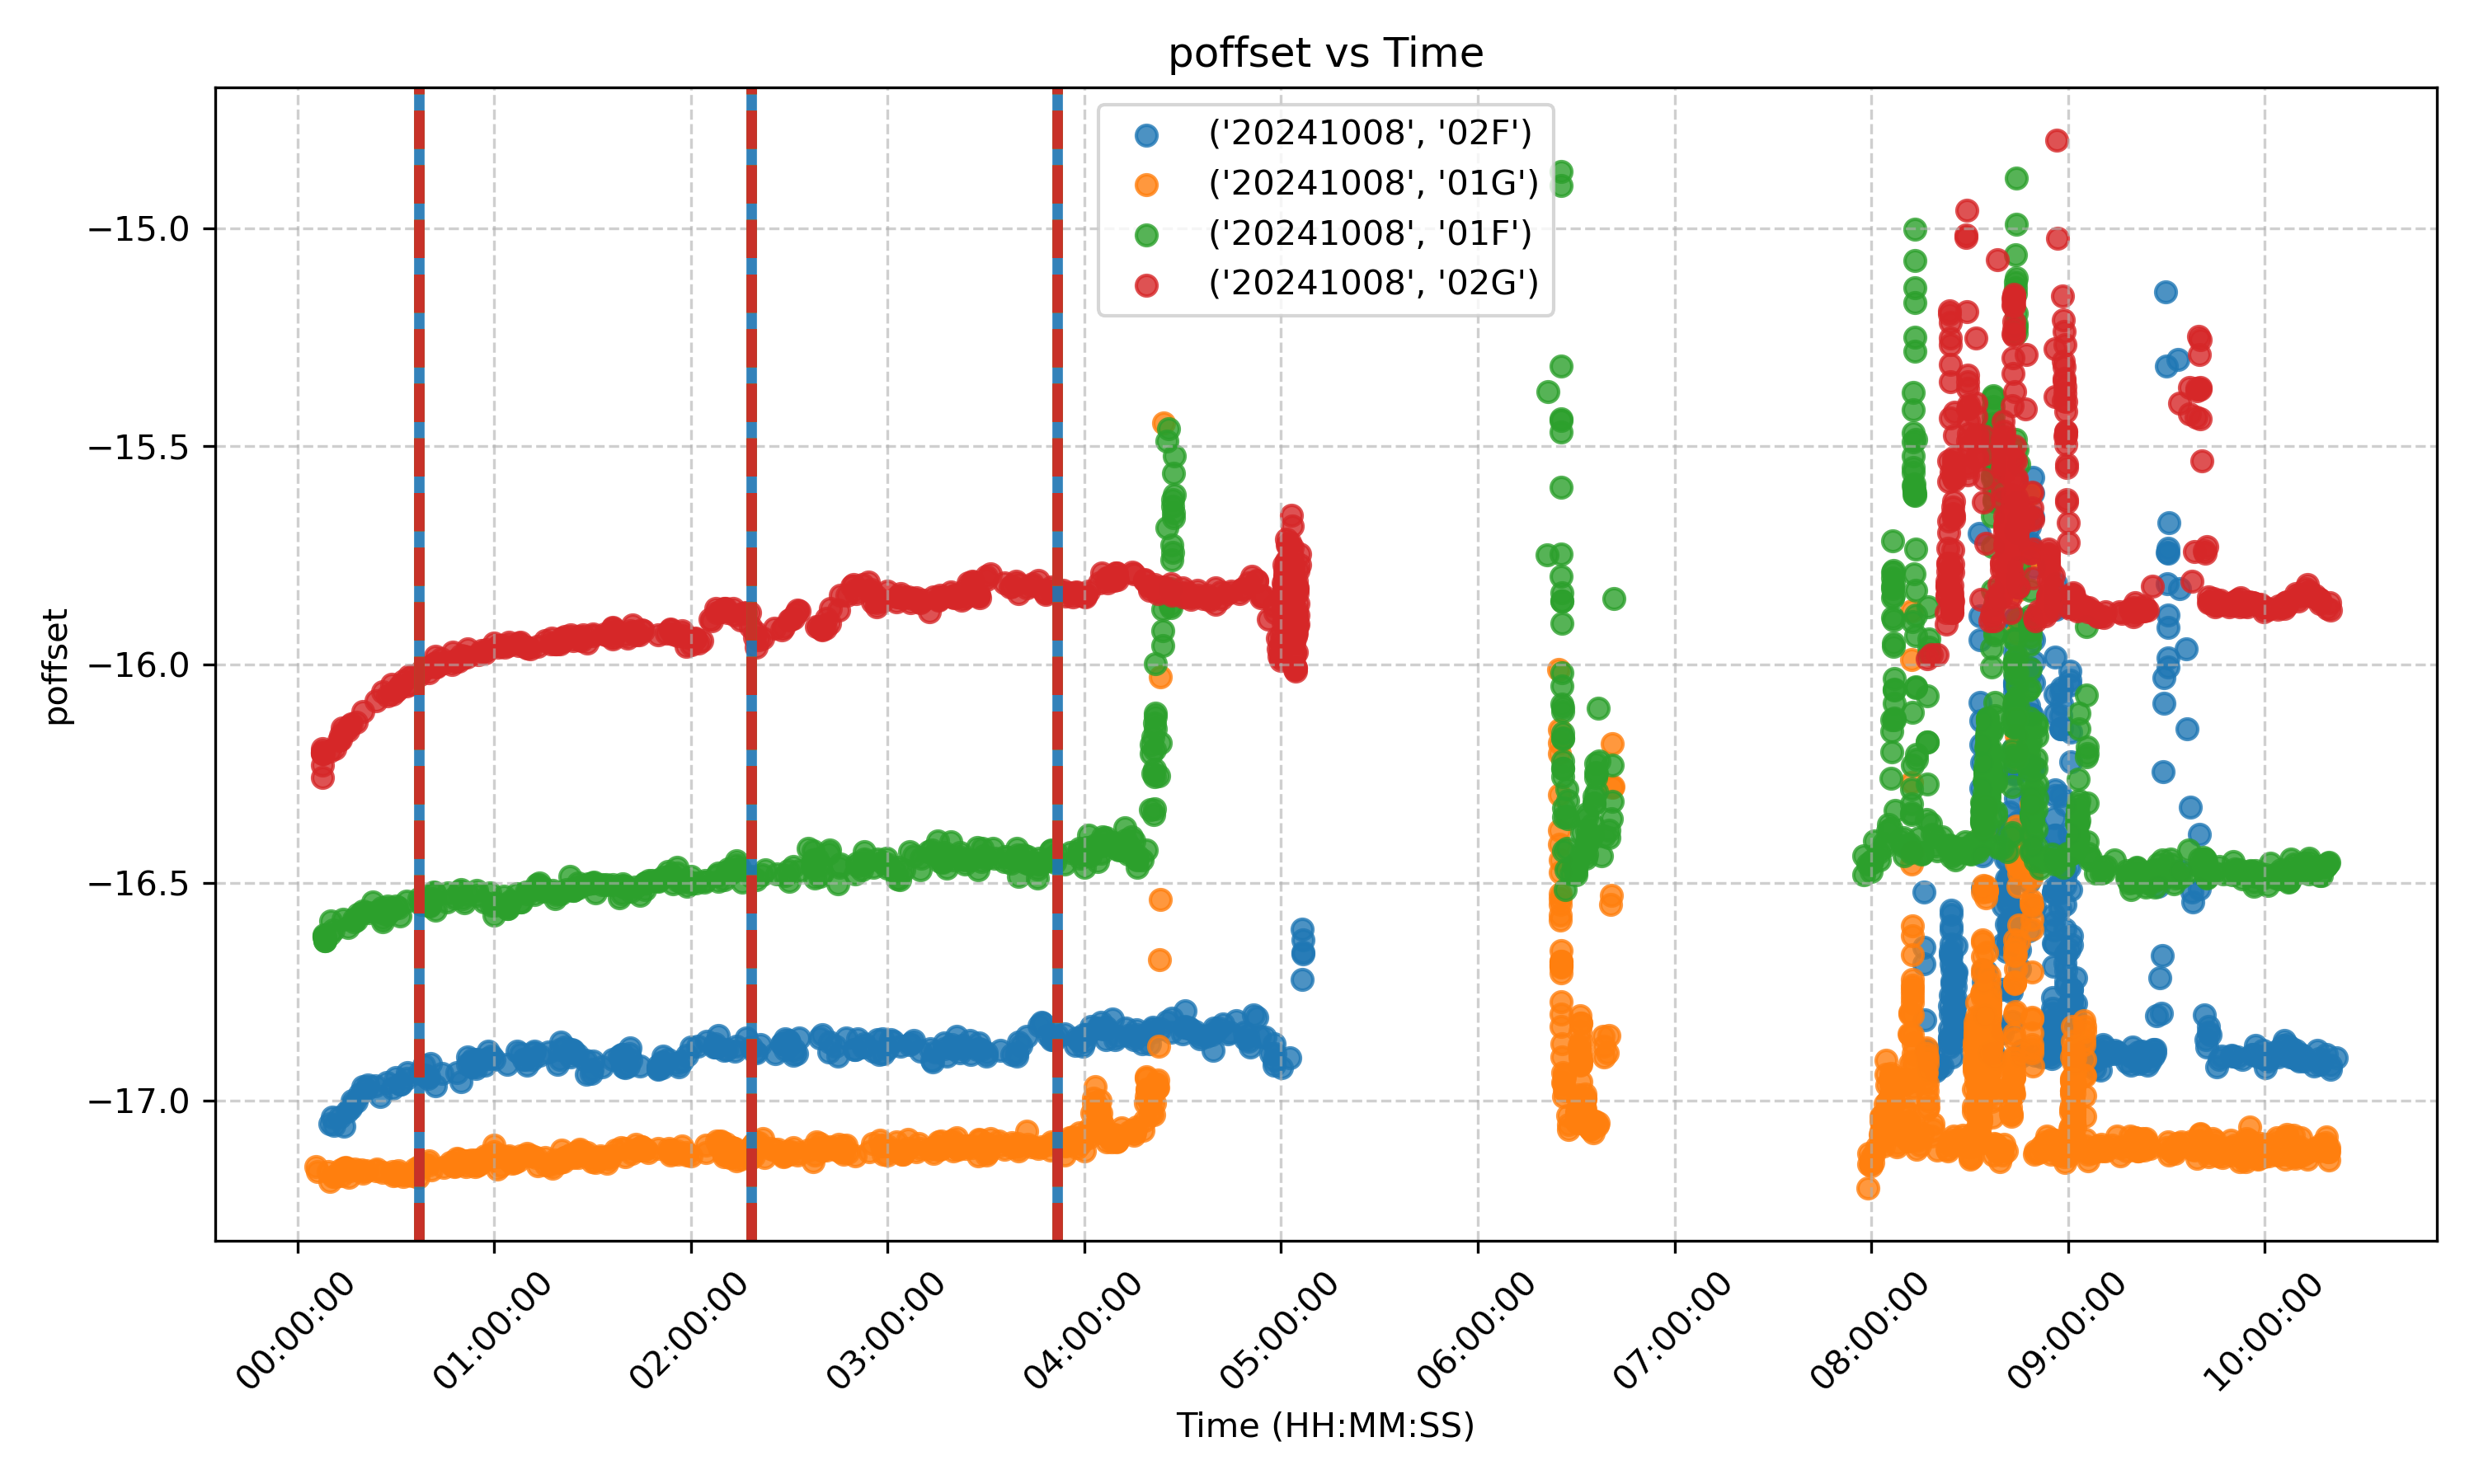 poffset vs Time
('20241008', '02F')
('20241008', '01G')
('20241008', '01F')
('20241008', '02G')
−15.0
−15.5
−16.0
−16.5
−17.0
poffset
00:00:00
01:00:00
02:00:00
03:00:00
04:00:00
05:00:00
06:00:00
07:00:00
08:00:00
09:00:00
10:00:00
Time (HH:MM:SS)